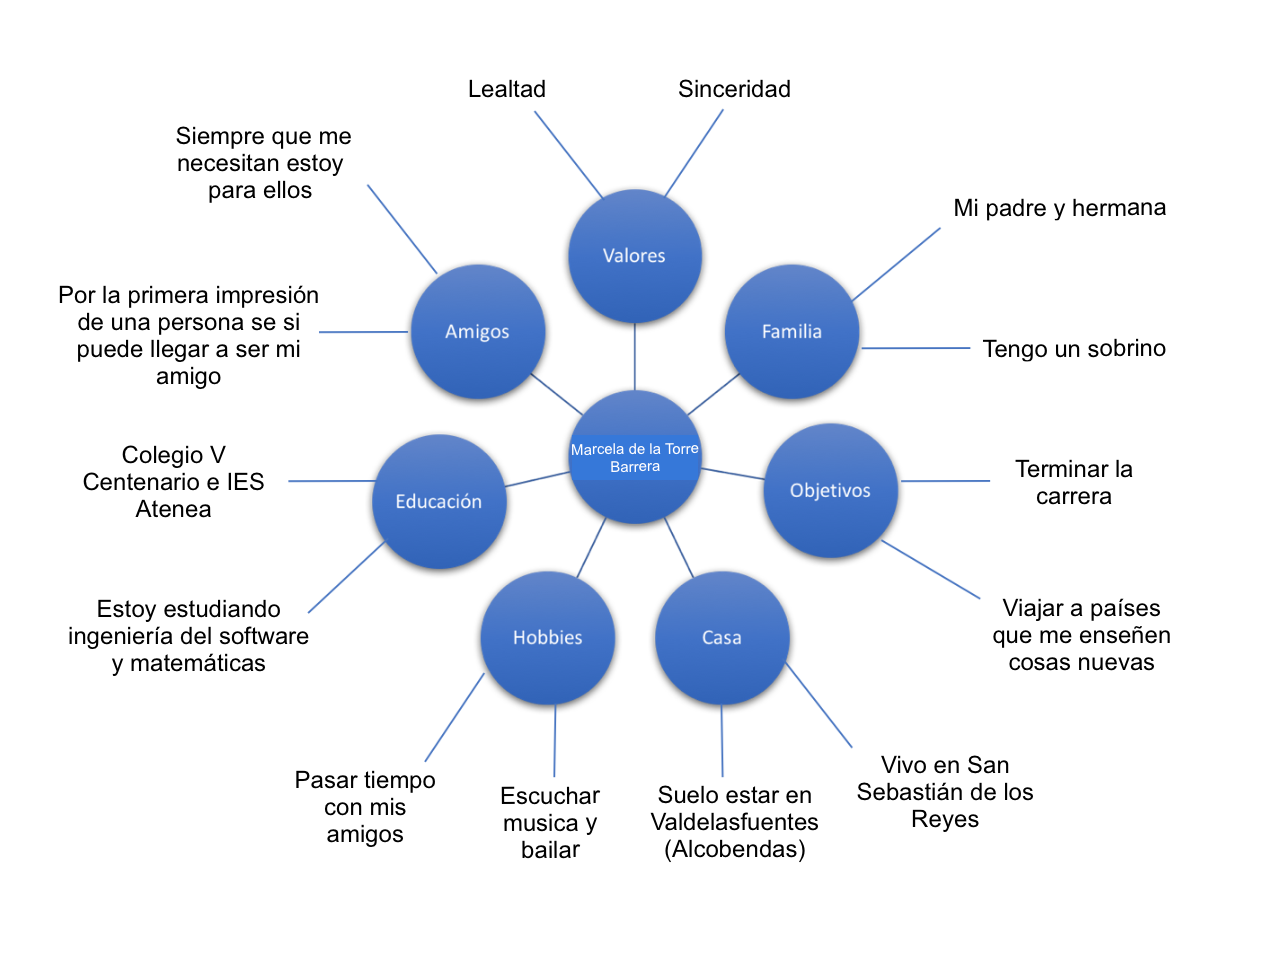 Lealtad
Sinceridad
Siempre que me
necesitan estoy
para ellos
Mi padre y hermana
Valores
Por la primera impresión
de una persona se si
puede llegar a ser mi
amigo
Amigos
Familia
Tengo un sobrino
Marcela de la Torre
Barrera
Colegio V
Centenario e IES
Atenea
Educación
Objetivos
Terminar la
carrera
Estoy estudiando
ingeniería del software
y matemáticas
Hobbies
Casa
Viajar a países
que me enseñen
cosas nuevas
Pasar tiempo
con mis
amigos
Escuchar
musica y
bailar
Suelo estar en
Valdelasfuentes
(Alcobendas)
Vivo en San
Sebastián de los
Reyes